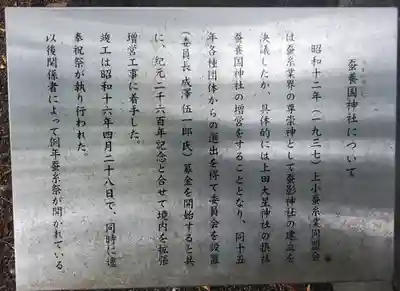 蚕養国神社について
昭和十二年(一九三七)上小蚕糸業同盟会
は蚕糸業界の尊崇神として蚕影神社の建立を
決議したが、具体的には上田大星神社の摂社
蚕養国神社の増営をすることとなり、同十五
年各種団体からの進出を得て委員会を設置
(委員長 成澤伍一郎氏)募金を開始すると共
に、紀元二千六百年記念と合せて境内を拡張
増営工事に着手した。
竣工は昭和十六年四月二十八日で、同時に遷
奉祝祭が執り行われた。
以後関係者によって例年蚕糸祭が開かれている。